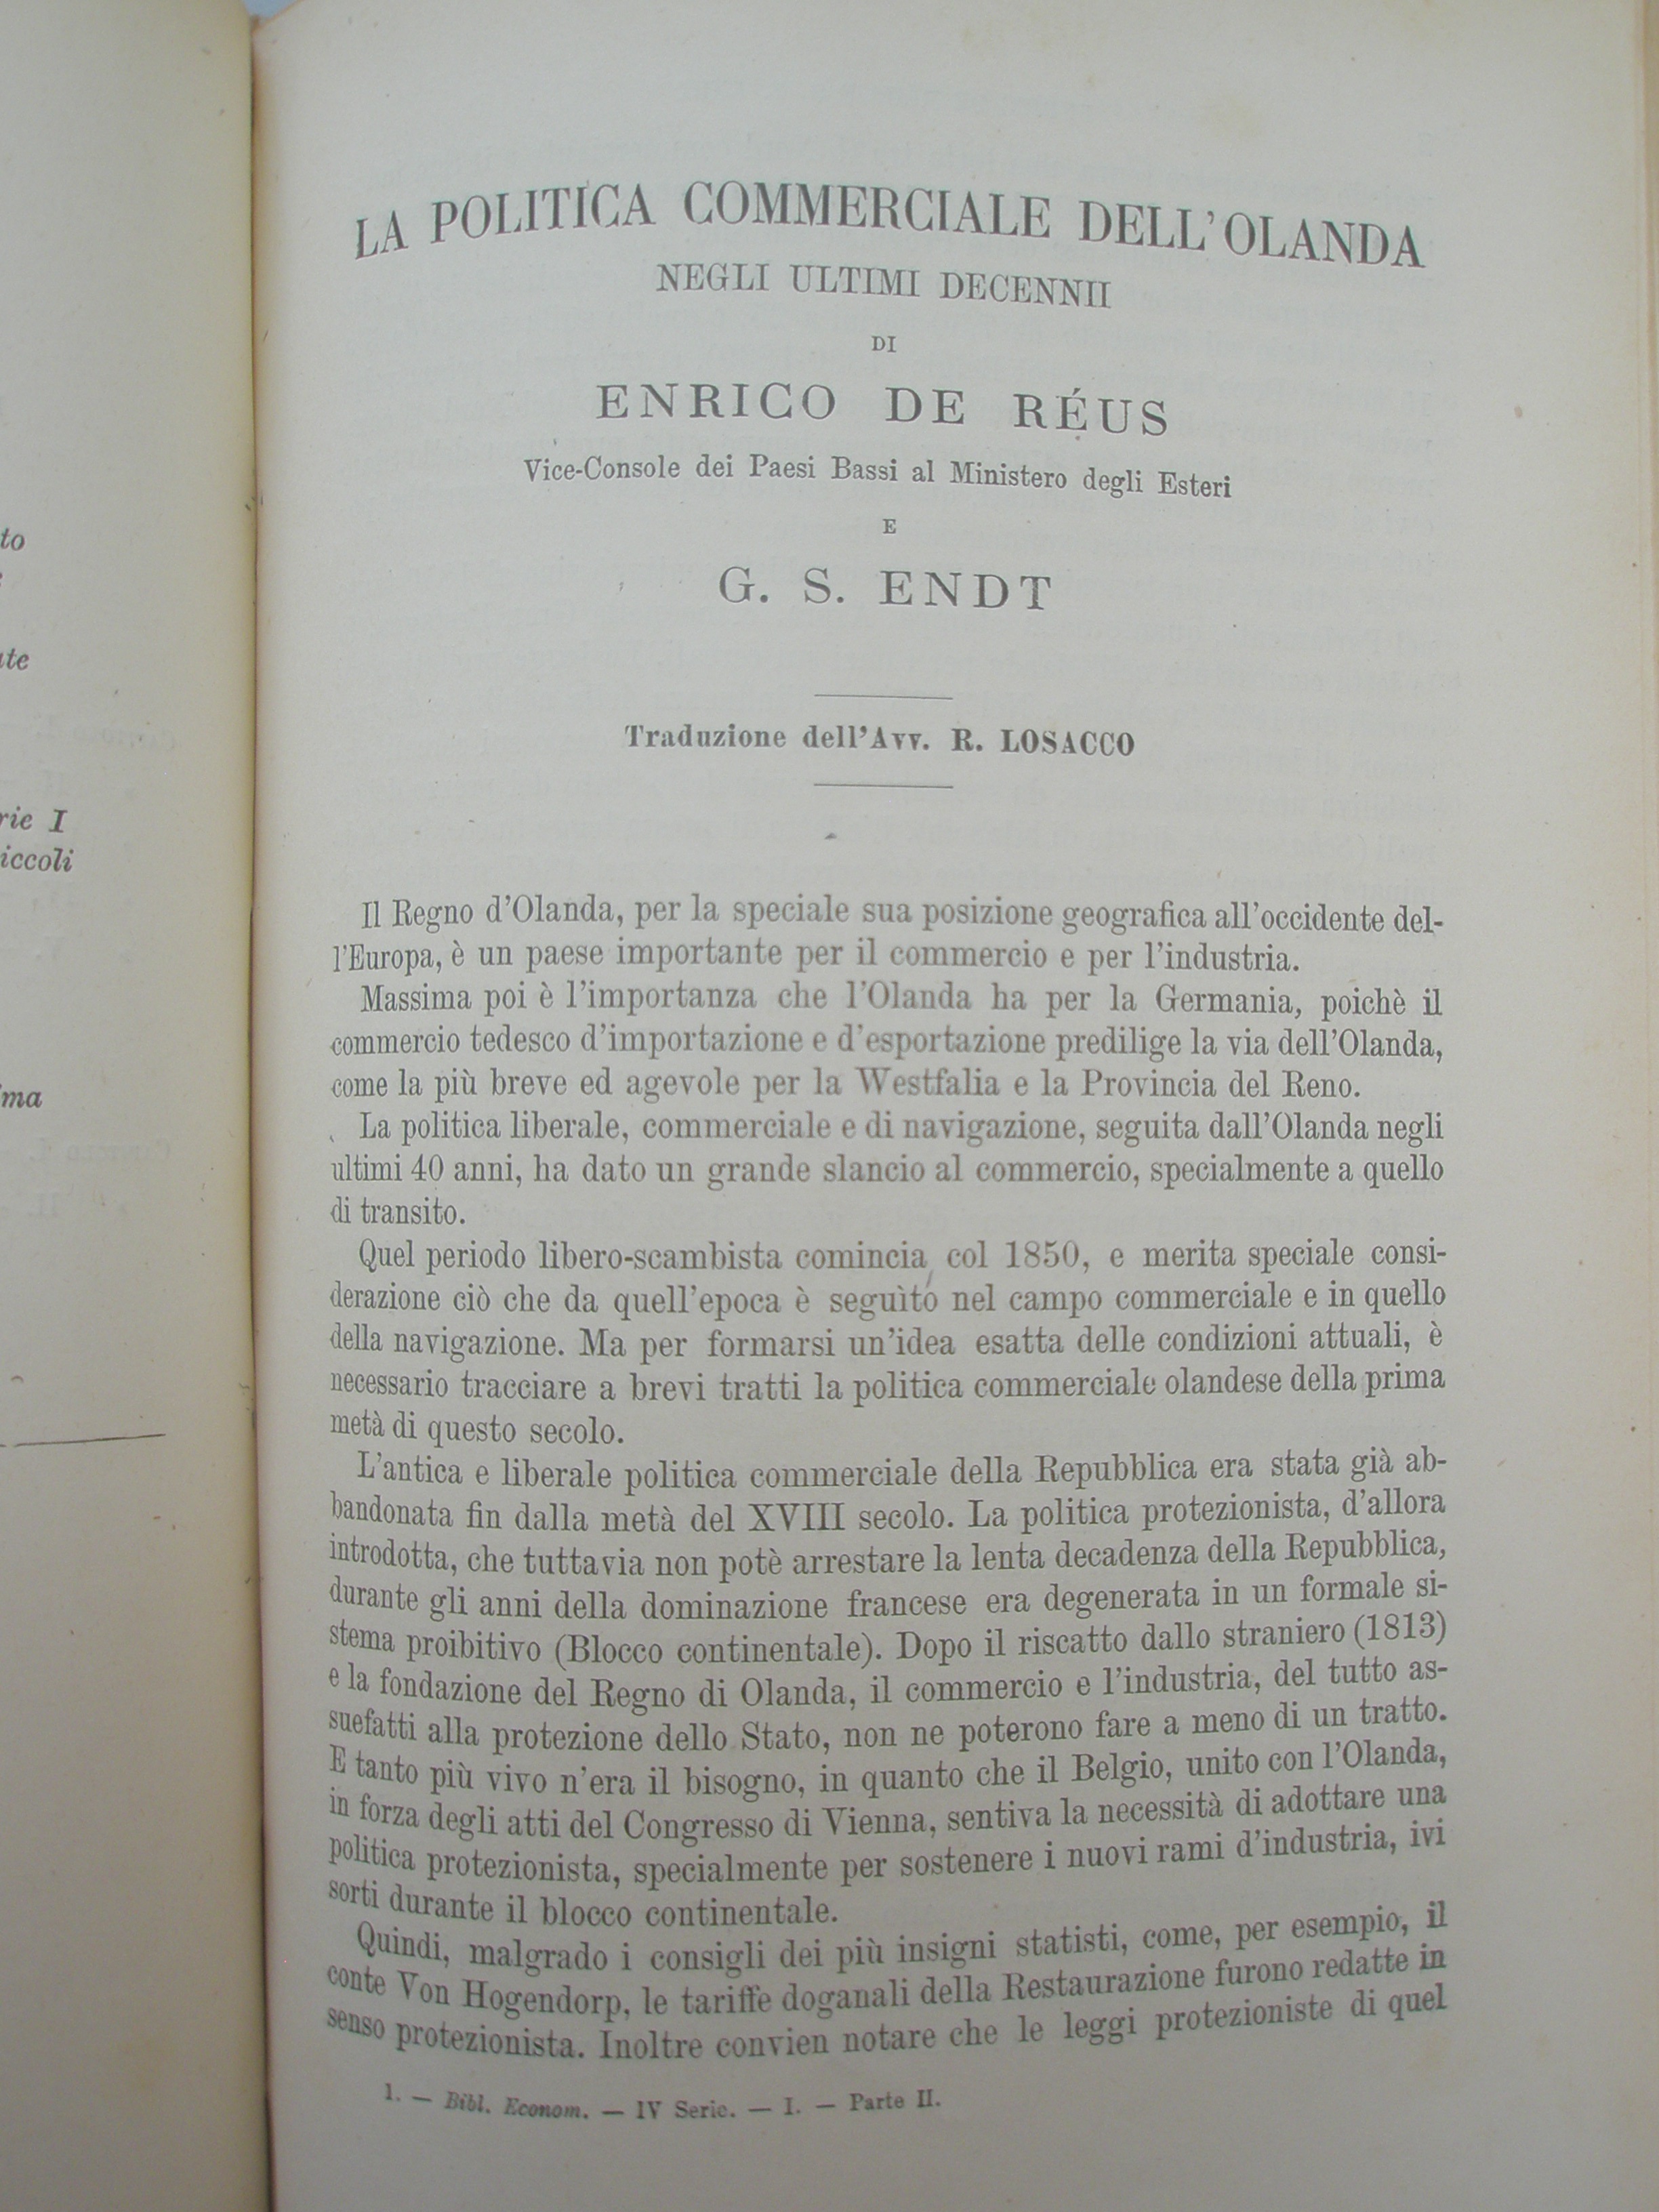 to
te
rie I
iccoli
ma
LA POLITICA COMMERCIALE DELL'OLANDA
NEGLI ULTIMI DECENNII
DI
ENRICO DE RÉUS
Vice-Console dei Paesi Bassi al Ministero degli Esteri
E
G. S. ENDT
Traduzione dell'Avv. R. LOSACCO
Il Regno d'Olanda, per la speciale sua posizione geografica all'occidente del-
l'Europa, è un paese importante per il commercio e per l'industria.
Massima poi è l'importanza che l'Olanda ha per la Germania, poichè il
commercio tedesco d'importazione e d'esportazione predilige la via dell'Olanda,
come la più breve ed agevole per la Westfalia e la Provincia del Reno.
La politica liberale, commerciale e di navigazione, seguita dall'Olanda negli
ultimi 40 anni, ha dato un grande slancio al commercio, specialmente a quello
di transito.
Quel periodo libero-scambista comincia col 1850, e merita speciale consi-
derazione ciò che da quell'epoca è seguìto nel campo commerciale e in quello
della navigazione. Ma per formarsi un'idea esatta delle condizioni attuali, è
necessario tracciare a brevi tratti la politica commerciale olandese della prima
metà di questo secolo.
L'antica e liberale politica commerciale della Repubblica era stata già ab-
bandonata fin dalla metà del XVIII secolo. La politica protezionista, d'allora
introdotta, che tuttavia non potè arrestare la lenta decadenza della Repubblica,
durante gli anni della dominazione francese era degenerata in un formale si-
stema proibitivo (Blocco continentale). Dopo il riscatto dallo straniero (1813)
e la fondazione del Regno di Olanda, il commercio e l'industria, del tutto as-
suefatti alla protezione dello Stato, non ne poterono fare a meno di un tratto.
E tanto più vivo n'era il bisogno, in quanto che il Belgio, unito con l'Olanda,
in forza degli atti del Congresso di Vienna, sentiva la necessità di adottare una
politica protezionista, specialmente per sostenere i nuovi rami d'industria, ivi
sorti durante il blocco continentale.
Quindi, malgrado i consigli dei più insigni statisti, come, per esempio, il
conte Von Hogendorp, le tariffe doganali della Restaurazione furono redatte in
senso protezionista. Inoltre convien notare che le leggi protezioniste di quel
1. — Bibl. Econom. — IV Serie. — I. — Parte II.